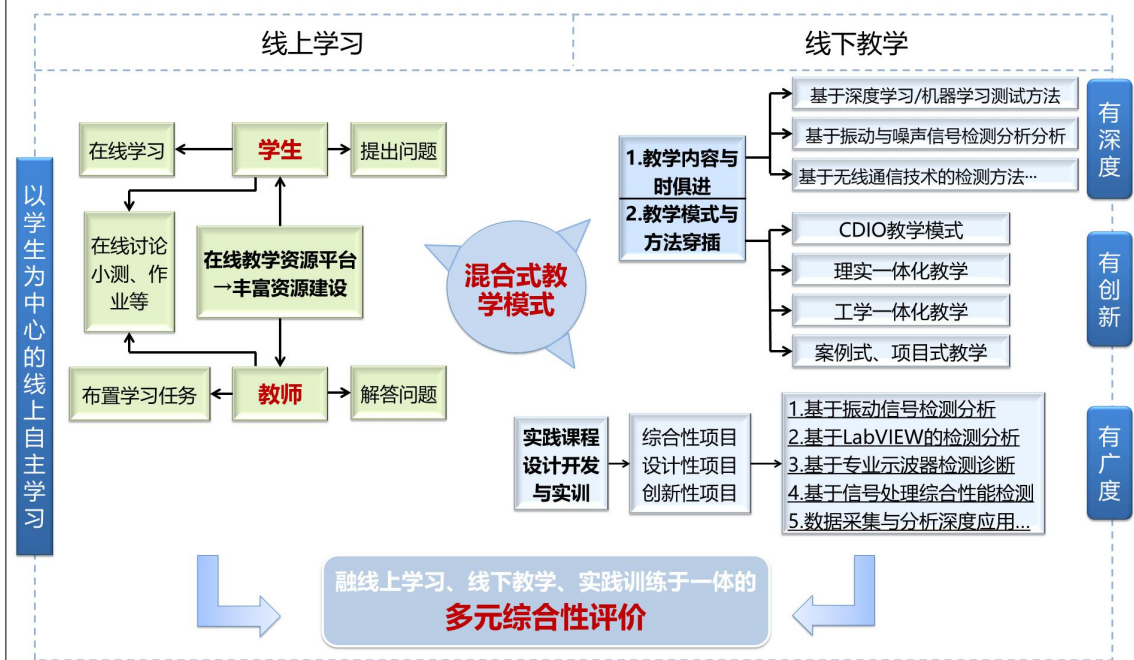 线上学习
线下教学
以学生为中心的线上自主学习
在线学习
学生
提出问题
在线讨论
小测、作
业等
在线教学资源平台
→丰富资源建设
布置学习任务
教师
解答问题
混合式教
学模式
1.教学内容与
时俱进
2.教学模式与
方法穿插
基于深度学习/机器学习测试方法
基于振动与噪声信号检测分析分析
基于无线通信技术的检测方法…
CDIO教学模式
理实一体化教学
工学一体化教学
案例式、项目式教学
实践课程
设计开发
与实训
综合性项目
设计性项目
创新性项目
1.基于振动信号检测分析
2.基于LabVIEW的检测分析
3.基于专业示波器检测诊断
4.基于信号处理综合性能检测
5.数据采集与分析深度应用...
有深度
有创新
有广度
融线上学习、线下教学、实践训练于一体的
多元综合性评价